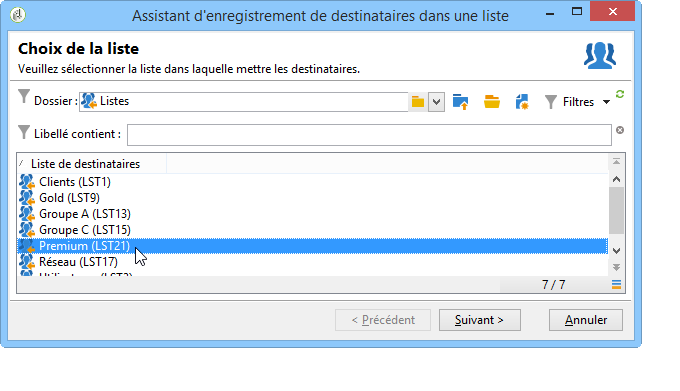 Assistant d'enregistrement de destinataires dans une liste
Choix de la liste
Veuillez sélectionner la liste dans laquelle mettre les destinataires.
Dossier : Listes Filtres
Libellé contient :
Liste de destinataires
Clients (LST1)
Gold (LST9)
Groupe A (LST13)
Groupe C (LST15)
Premium (LST21)
Réseau (LST17)
7 / 7
< Précédent Suivant > Annuler